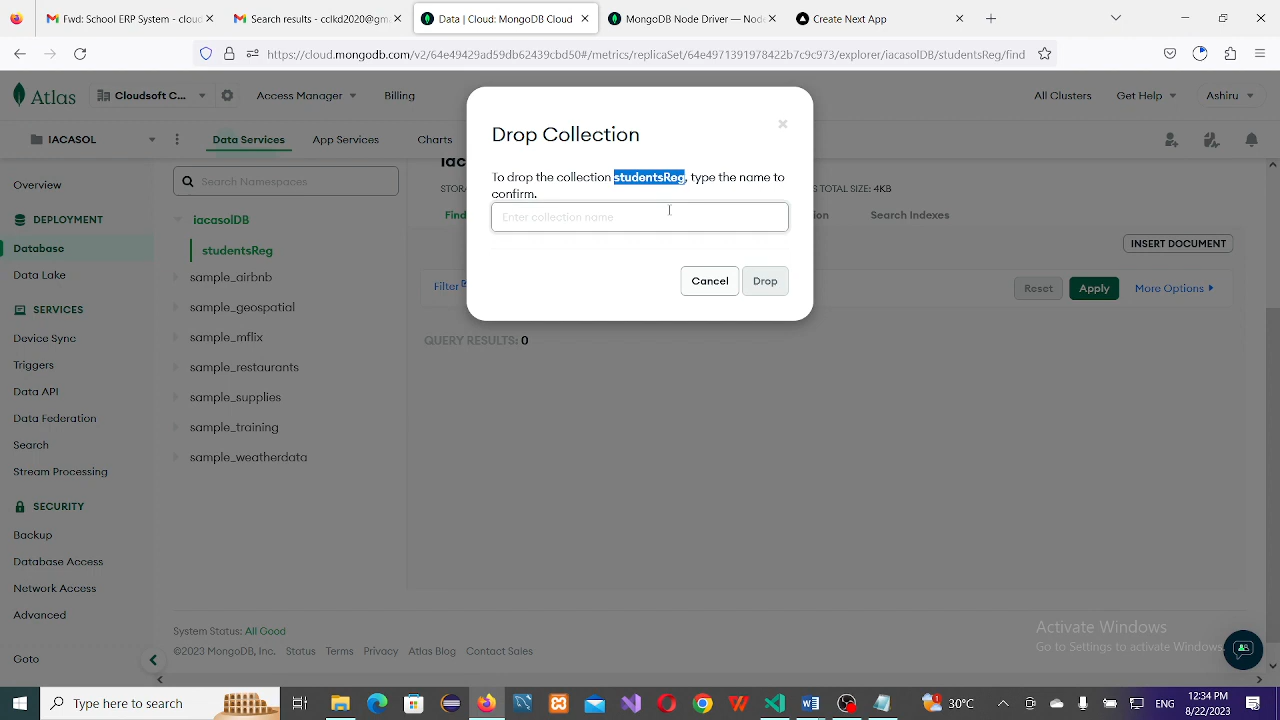 Fwd: School ERP System - cclkd
Messages - cclkd2020@gm
Data | Collection: MongoDB Cloud
MongoDB Node Driver — Node
Create Next App
https://cloud.mongodb.com/v2/64e49429ad59db62439cbd50#/metrics/replicaSet/64e4971391978422b7c9c973/explorer/iacasolDB/studentsReg/find
Atlas
Cloudsoft C...
Access Manager
Billing
All Clusters
Get Help
Ashiru
IACASOL
Data Services
App Services
Charts
Overview
DEPLOYMENT
Database
Data Lake
SERVICES
Device Sync
Triggers
Data API
Data Federation
Search
Stream Processing
SECURITY
Backup
Database Access
Network Access
Advanced
Goto
Search Namespaces
iacasolDB
studentsReg
sample_airbnb
sample_geospatial
sample_mflix
sample_restaurants
sample_supplies
sample_training
sample_weatherdata
Drop Collection
To drop the collection studentsReg, type the name to
confirm.
Enter collection name
Cancel
Drop
S TOTAL SIZE: 4KB
Find
Search Indexes
INSERT DOCUMENT
Filter
Reset
Apply
More Options
QUERY RESULTS: 0
System Status: All Good
©2023 MongoDB, Inc.
Status
Terms
Privacy
Atlas Blog
Contact Sales
Activate Windows
Go to Settings to activate Windows.
Type here to search
30°C
ENG
12:34 PM
8/22/2023